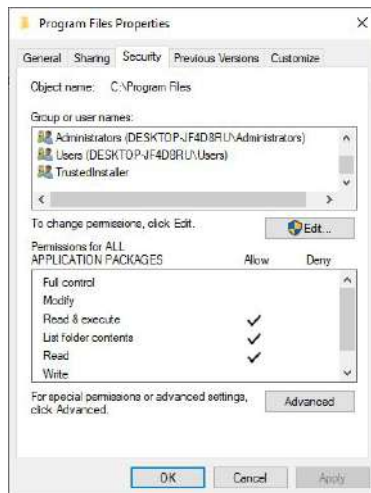 Program Files Properties
General Sharing Security Previous Versions Customize
Object name: C:\Program Files
Group or user names:
Administrators (DESKTOP-JF4D8RU\Administrators)
Users (DESKTOP-JF4D8RU\Users)
TrustedInstaller
To change permissions, click Edit.
Edit...
Permissions for ALL
APPLICATION PACKAGES Allow Deny
Full control
Modify
Read & execute
List folder contents
Read
Write
For special permissions or advanced settings,
click Advanced.
Advanced
OK Cancel Apply